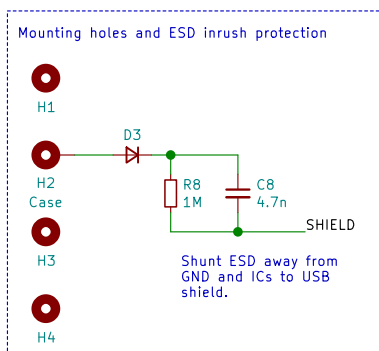 Mounting holes and ESD inrush protection
H1
D3
H2
Case
R8
1M
C8
4.7n
SHIELD
H3
Shunt ESD away from
GND and ICs to USB
shield.
H4